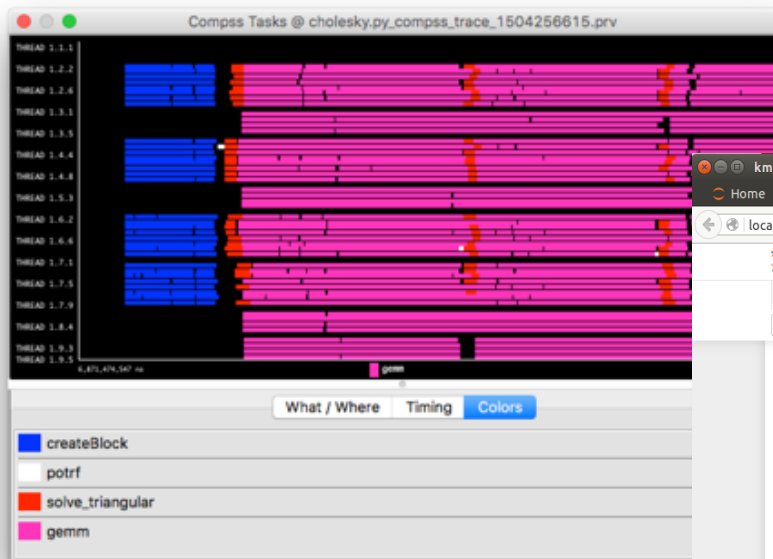 Compss Tasks @ cholesky.py_compss_trace_1504256615.prv
THREAD 1.1.1
THREAD 1.2.2
THREAD 1.2.6
THREAD 1.3.1
THREAD 1.3.5
THREAD 1.4.4
THREAD 1.4.8
THREAD 1.5.3
THREAD 1.6.2
THREAD 1.6.6
THREAD 1.7.1
THREAD 1.7.5
THREAD 1.7.9
THREAD 1.8.4
THREAD 1.9.3
THREAD 1.9.5
6,871,474,547 ns
gemm
km
Home
loca
What / Where
Timing
Colors
createBlock
potrf
solve_triangular
gemm